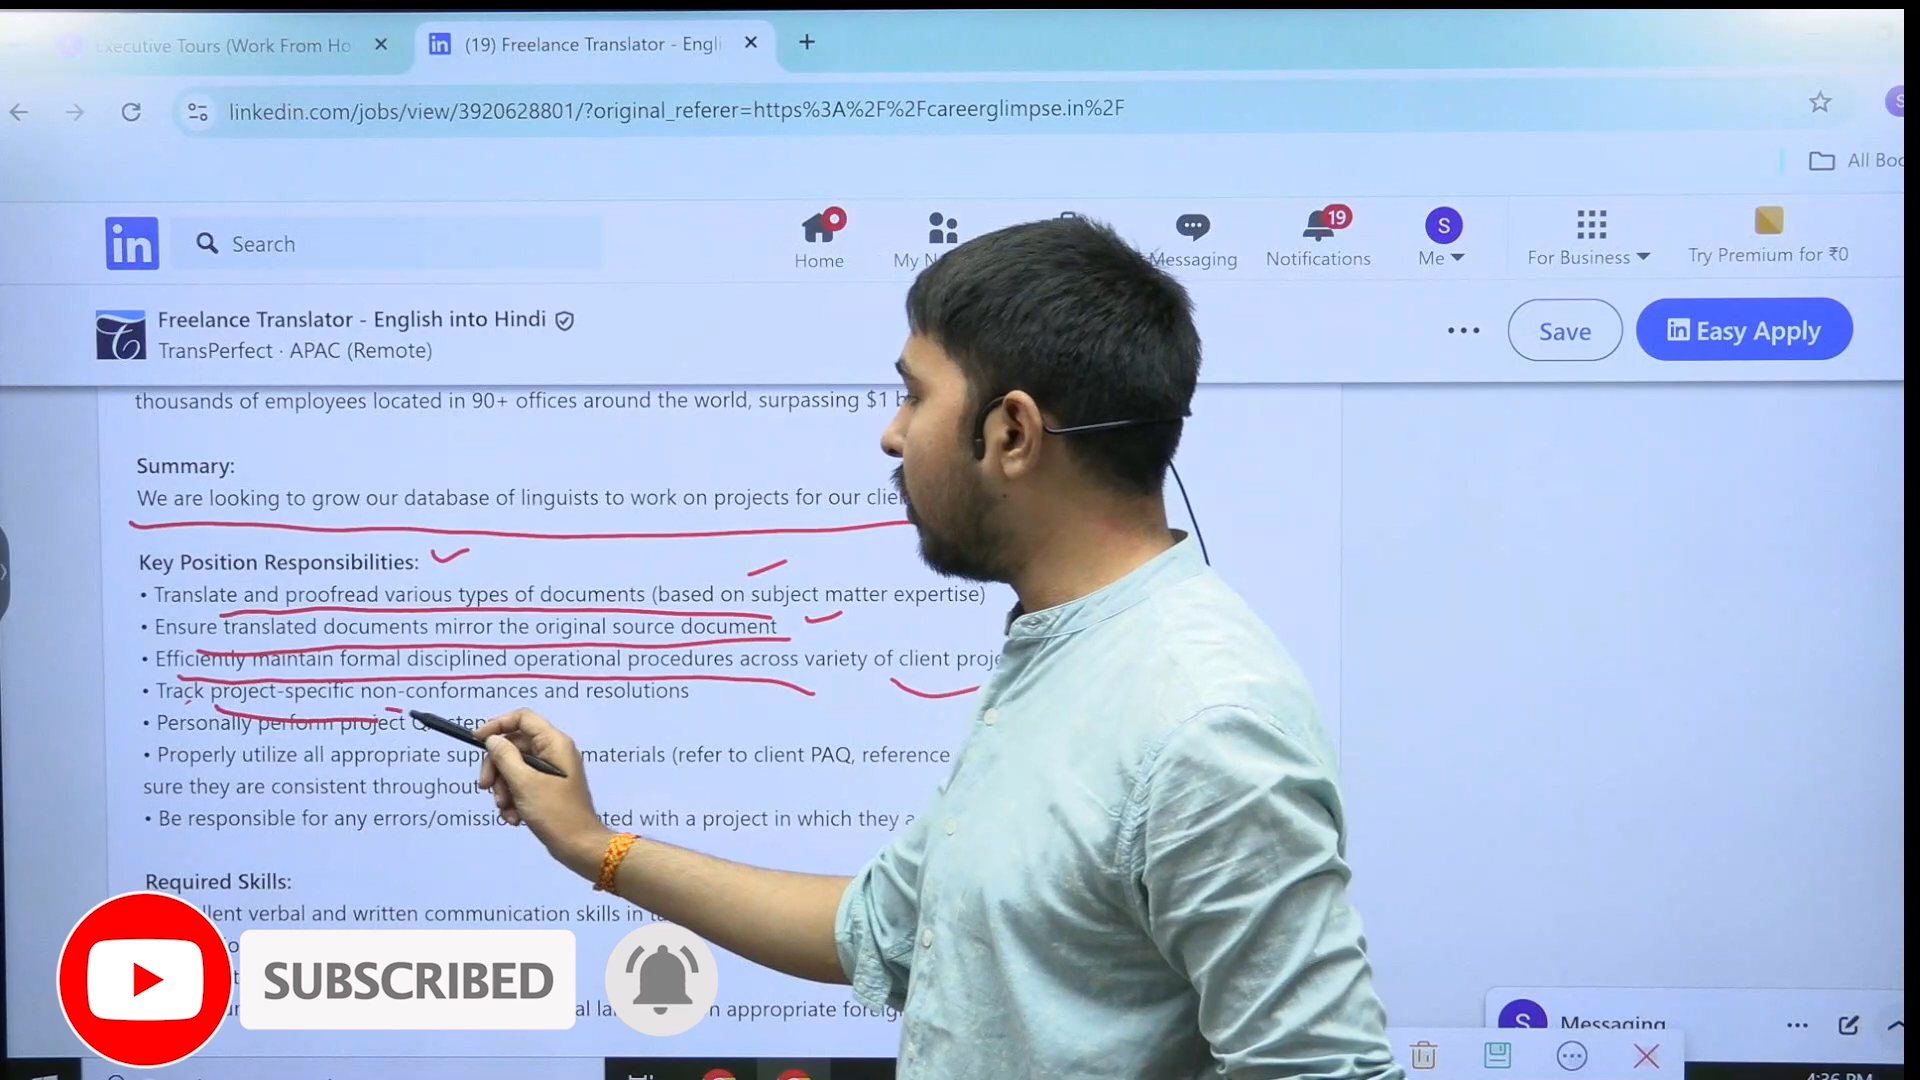 Executive Tours (Work From Ho
(19) Freelance Translator - Engli
linkedin.com/jobs/view/3920628801/?original_referer=https%3A%2F%2Fcareerglimpse.in%2F
All Boo
in Search
Home
My N
Messaging
19
Notifications
S
Me
For Business
Try Premium for ₹0
Freelance Translator - English into Hindi
TransPerfect · APAC (Remote)
Save
in Easy Apply
thousands of employees located in 90+ offices around the world, surpassing $1 b
Summary:
We are looking to grow our database of linguists to work on projects for our clie
Key Position Responsibilities:
• Translate and proofread various types of documents (based on subject matter expertise)
• Ensure translated documents mirror the original source document
• Efficiently maintain formal disciplined operational procedures across variety of client proje
• Track project-specific non-conformances and resolutions
• Personally perform project
• Properly utilize all appropriate materials (refer to client PAQ, reference
sure they are consistent throughout
• Be responsible for any errors/omissio with a project in which they a
Required Skills:
verbal and written communication skills in
SUBSCRIBED
appropriate foreig
S Messaging
4:36 PM